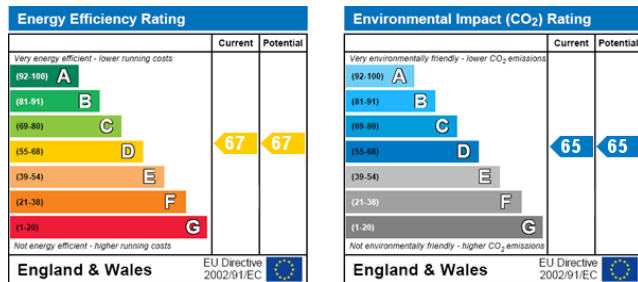 Energy Efficiency Rating
Current Potential
Very energy efficient - lower running costs
(92-100) A
(81-91) B
(69-80) C
(55-68) D
67 67
(39-54) E
(21-38) F
(1-20) G
Not energy efficient - higher running costs
England & Wales
EU Directive
2002/91/EC
Environmental Impact (CO₂) Rating
Current Potential
Very environmentally friendly - lower CO₂ emissions
(92-100) A
(81-91) B
(69-80) C
(55-68) D
65 65
(39-54) E
(21-38) F
(1-20) G
Not environmentally friendly - higher CO₂ emissions
England & Wales
EU Directive
2002/91/EC